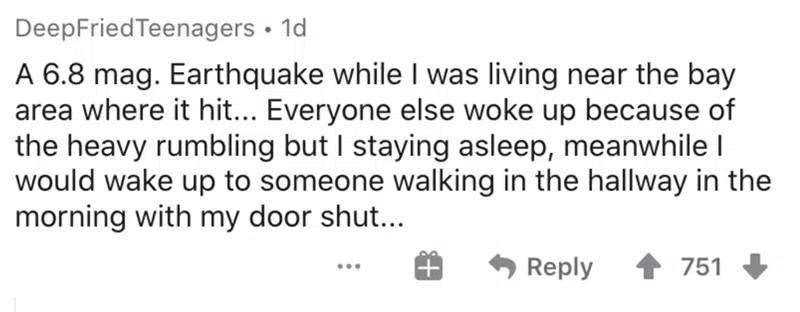 DeepFriedTeenagers • 1d
A 6.8 mag. Earthquake while I was living near the bay
area where it hit... Everyone else woke up because of
the heavy rumbling but I staying asleep, meanwhile I
would wake up to someone walking in the hallway in the
morning with my door shut...
... Reply 751